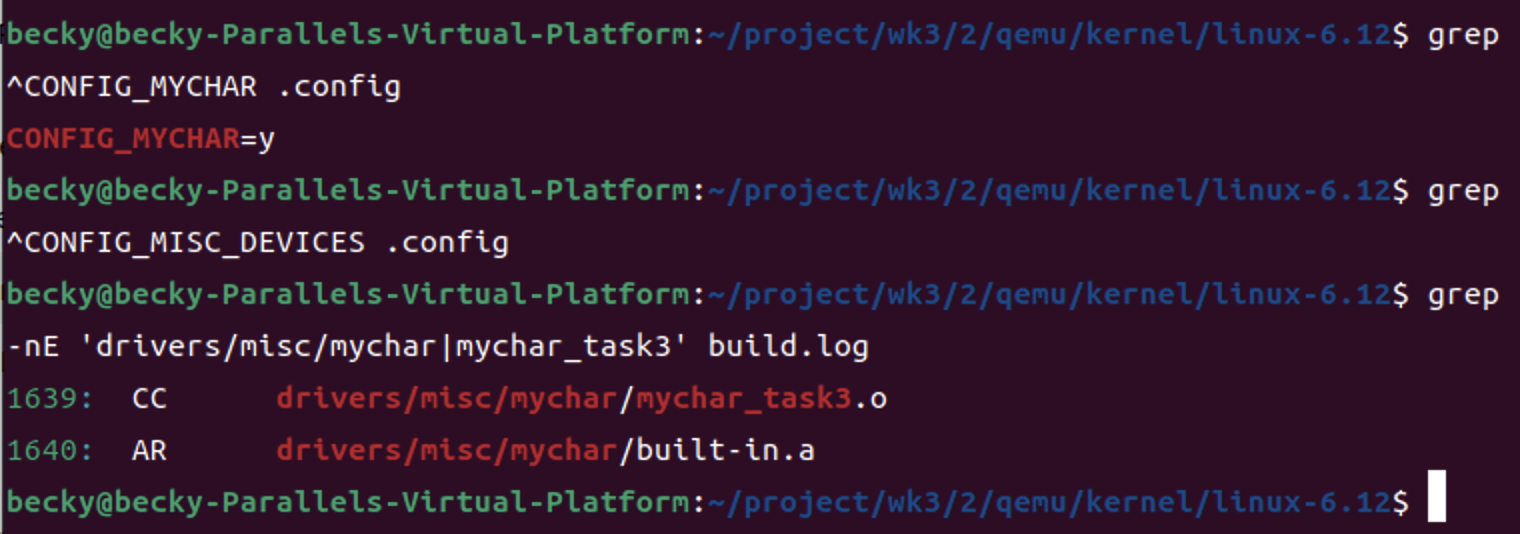 becky@becky-Parallels-Virtual-Platform:~/project/wk3/2/qemu/kernel/linux-6.12$ grep
^CONFIG_MYCHAR .config
CONFIG_MYCHAR=y
becky@becky-Parallels-Virtual-Platform:~/project/wk3/2/qemu/kernel/linux-6.12$ grep
^CONFIG_MISC_DEVICES .config
becky@becky-Parallels-Virtual-Platform:~/project/wk3/2/qemu/kernel/linux-6.12$ grep
-nE 'drivers/misc/mychar|mychar_task3' build.log
1639:  CC      drivers/misc/mychar/mychar_task3.o
1640:  AR      drivers/misc/mychar/built-in.a
becky@becky-Parallels-Virtual-Platform:~/project/wk3/2/qemu/kernel/linux-6.12$